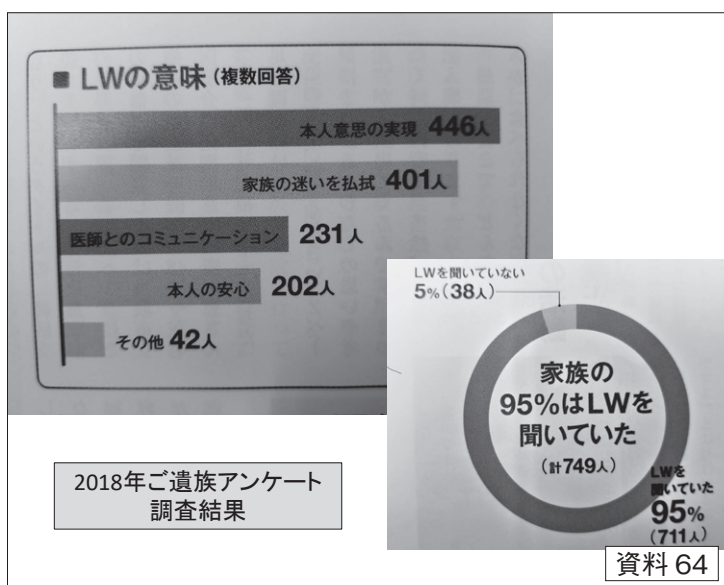 ■ LWの意味(複数回答)
本人意思の実現 446人
家族の迷いを払拭 401人
医師とのコミュニケーション 231人
本人の安心 202人
その他 42人
LWを聞いていない
5%(38人)
家族の
95%はLWを
聞いていた
(計749人)
LWを
聞いていた
95%
(711人)
2018年ご遺族アンケート
調査結果
資料 64